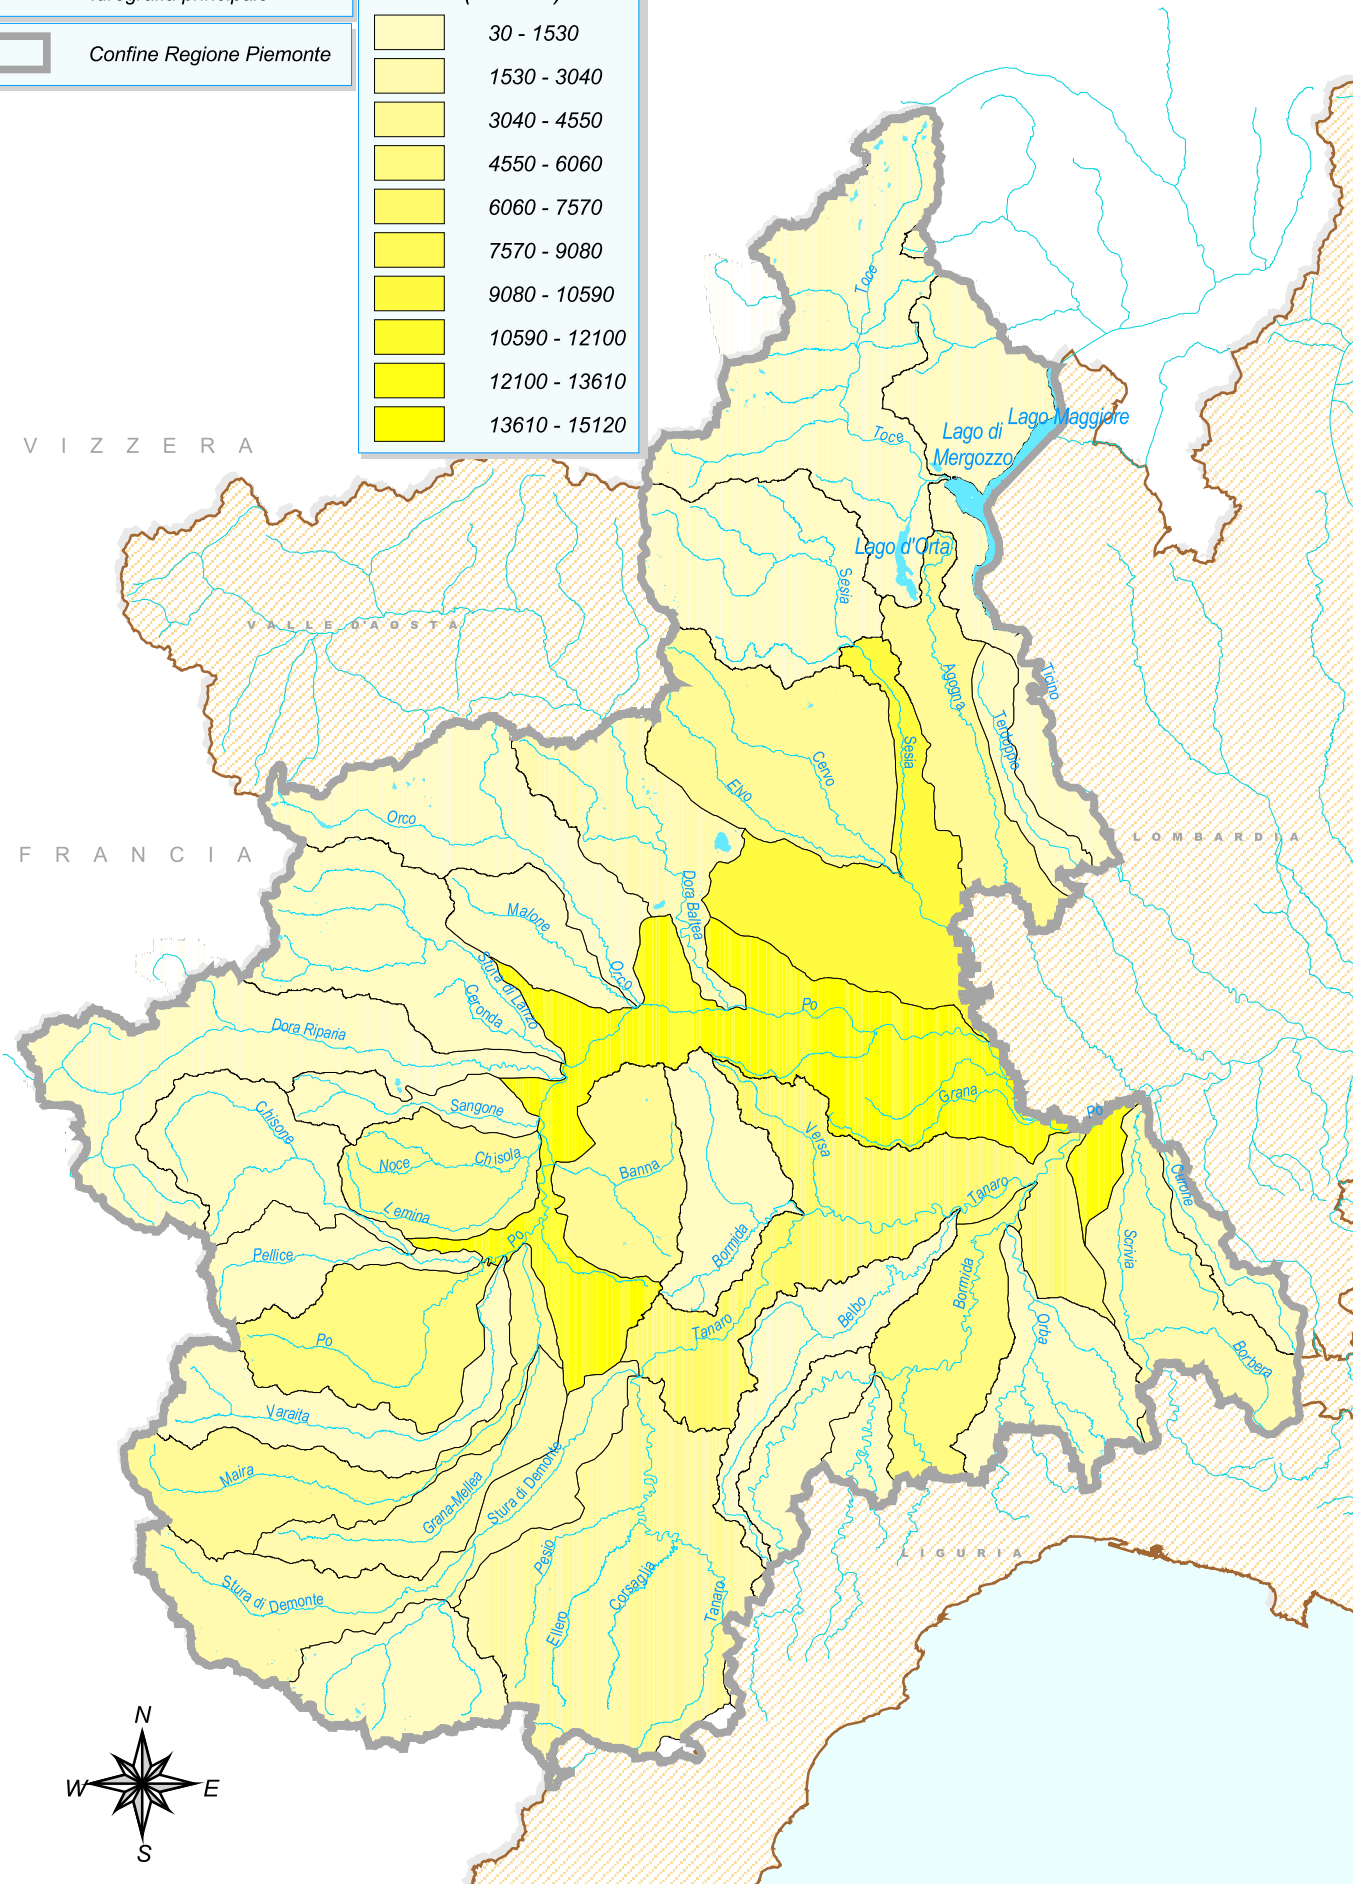 Confine Regione Piemonte
30 - 1530
1530 - 3040
3040 - 4550
4550 - 6060
6060 - 7570
7570 - 9080
9080 - 10590
10590 - 12100
12100 - 13610
13610 - 15120
VIZZERA
VALLE D'AOSTA
FRANCIA
LOMBARDIA
LIGURIA
Toce
Toce
Lago Maggiore
Lago di
Mergozzo
Lago d'Orta
Sesia
Agogna
Ticino
Terdoppio
Sesia
Cervo
Elvo
Orco
Dora Baltea
Malone
Orco
Stura di Lanzo
Ceronda
Po
Dora Riparia
Grana
Po
Sangone
Chisone
Versa
Noce
Chisola
Banna
Curone
Tanaro
Lemina
Po
Bormida
Scrivia
Pellice
Bormida
Belbo
Orba
Tanaro
Po
Borbera
Varaita
Maira
Grana-Mellea
Stura di Demonte
Pesio
Corsaglia
Stura di Demonte
Tanaro
Ellero
N
W
E
S